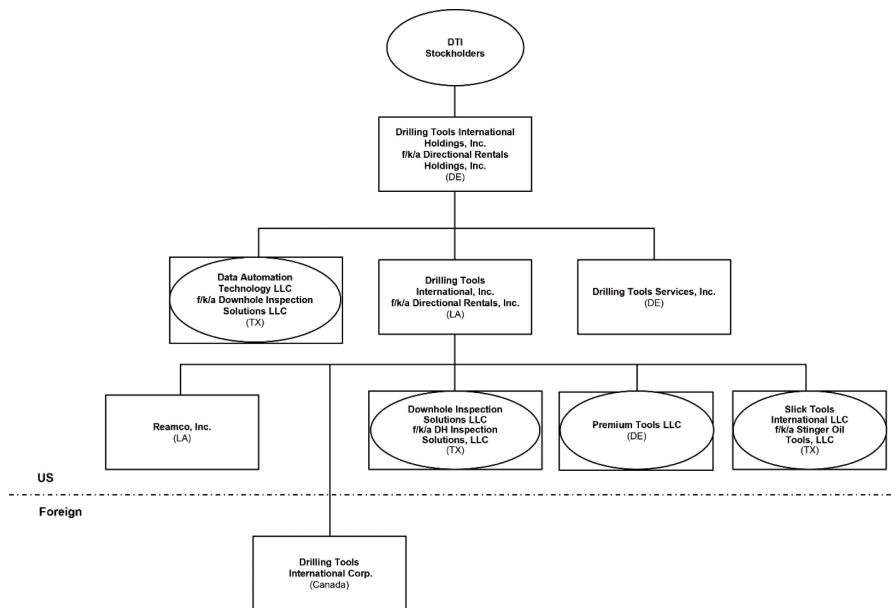 DTI
Stockholders
Drilling Tools International
Holdings, Inc.
f/k/a Directional Rentals
Holdings, Inc.
(DE)
Data Automation
Technology LLC
f/k/a Downhole Inspection
Solutions LLC
(TX)
Drilling Tools
International, Inc.
f/k/a Directional Rentals, Inc.
(LA)
Drilling Tools Services, Inc.
(DE)
Reamco, Inc.
(LA)
Downhole Inspection
Solutions LLC
f/k/a DH Inspection
Solutions, LLC
(TX)
Premium Tools LLC
(DE)
Slick Tools
International LLC
f/k/a Stinger Oil
Tools, LLC
(TX)
US
Foreign
Drilling Tools
International Corp.
(Canada)